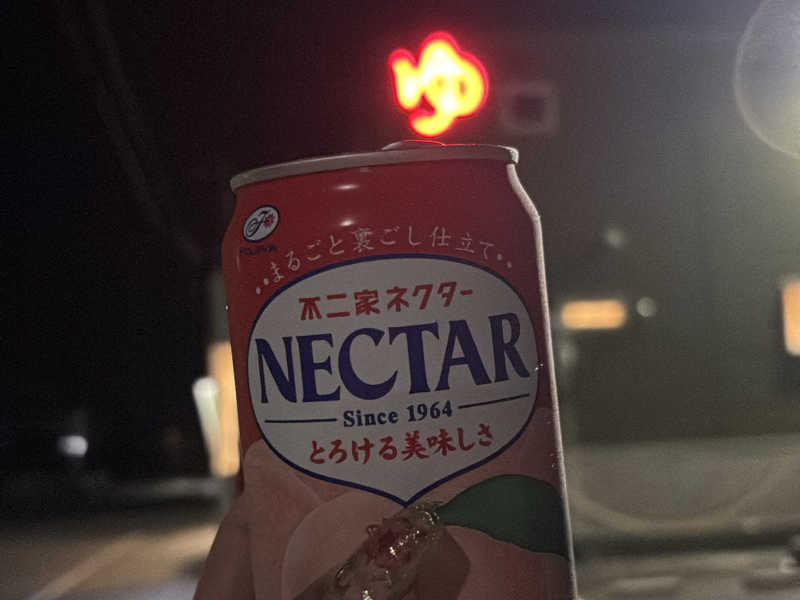 ゆ
FUJIYA
まるごと裏ごし仕立て
不二家ネクター
NECTAR
Since 1964
とろける美味しさ